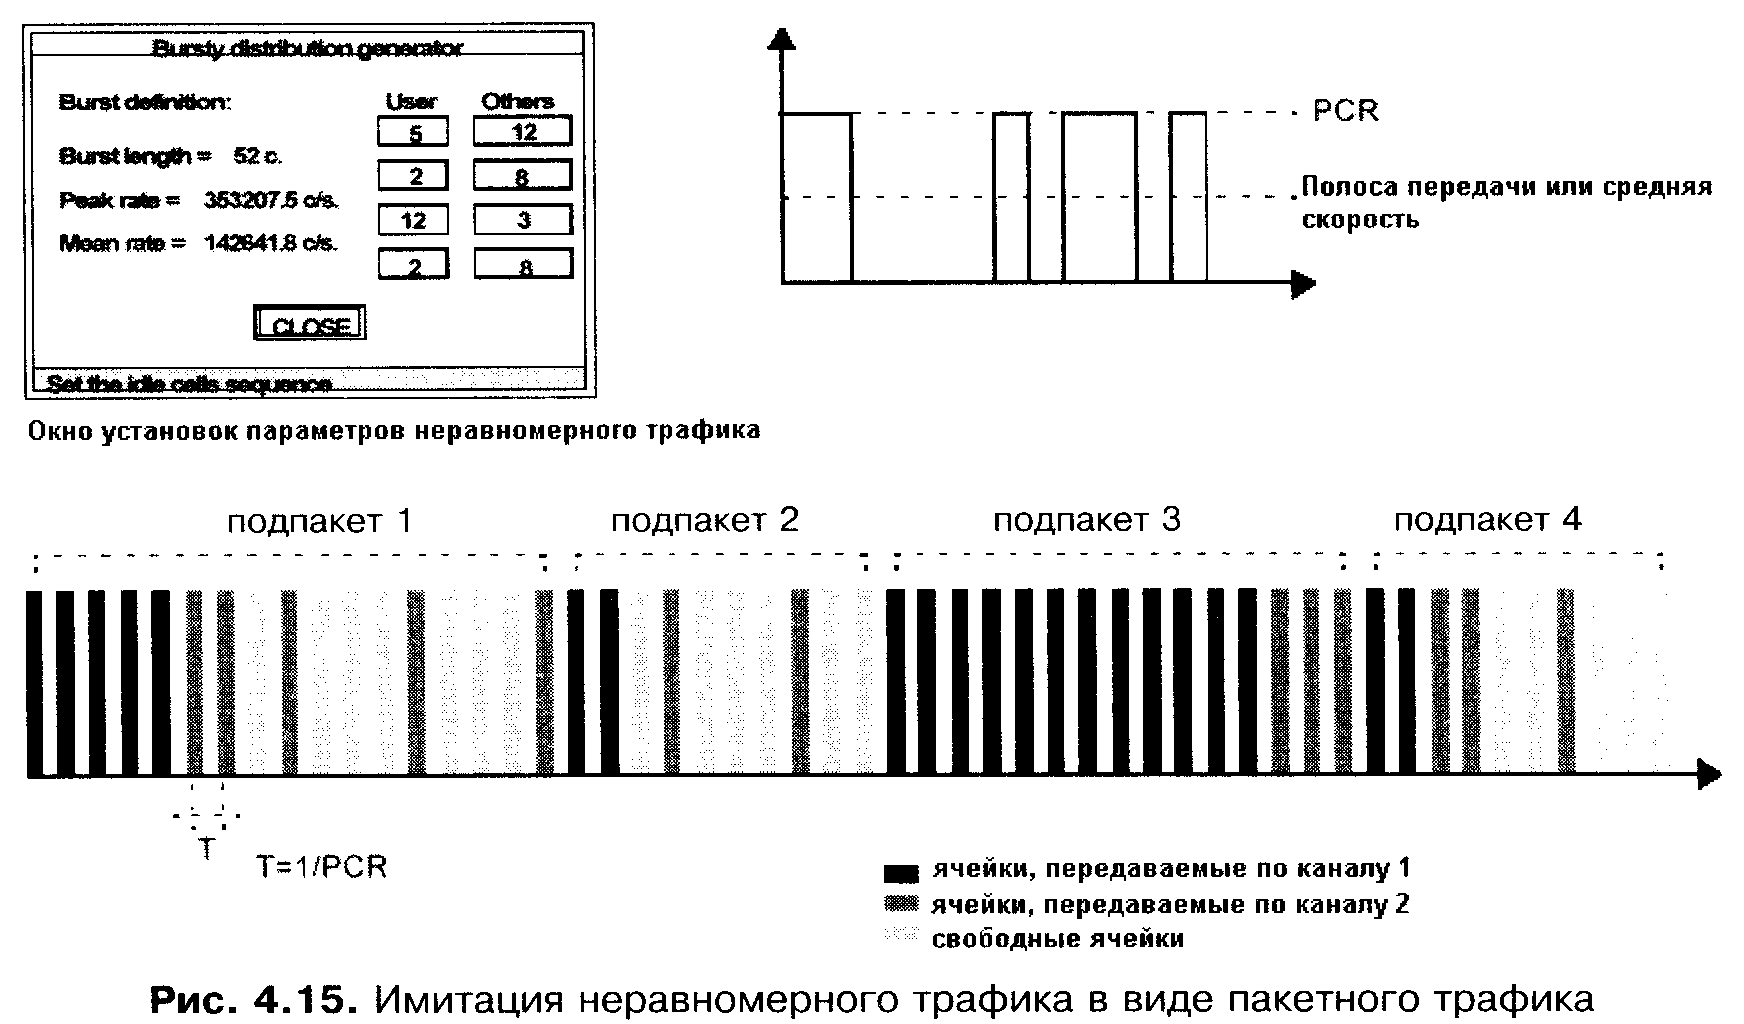 Bursty distribution generator
Burst definition: User Others
5 12
Burst length = 52 c.
2 8
Peak rate = 353207.5 c/s.
12 3
Mean rate = 142641.8 c/s.
2 8
CLOSE
Set the idle cells sequence
PCR
Полоса передачи или средняя
скорость
Окно установок параметров неравномерного трафика
подпакет 1 подпакет 2 подпакет 3 подпакет 4
T
T=1/PCR
ячейки, передаваемые по каналу 1
ячейки, передаваемые по каналу 2
свободные ячейки
Рис. 4.15. Имитация неравномерного трафика в виде пакетного трафика